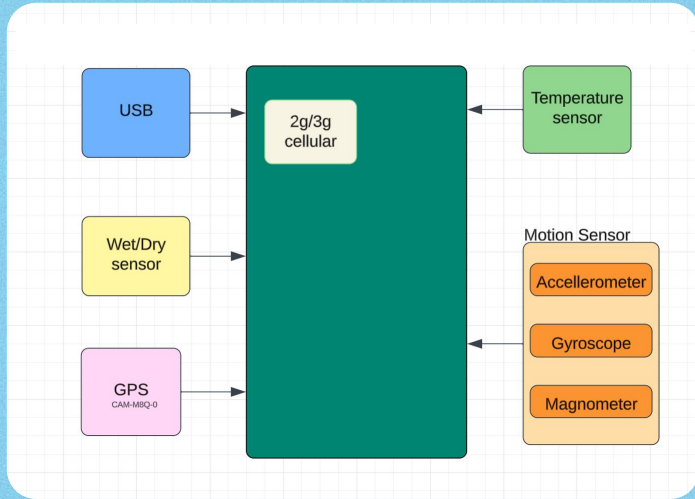 USB
2g/3g
cellular
Temperature
sensor
Wet/Dry
sensor
Motion Sensor
Accellerometer
Gyroscope
Magnometer
GPS
CAM-M8Q-0